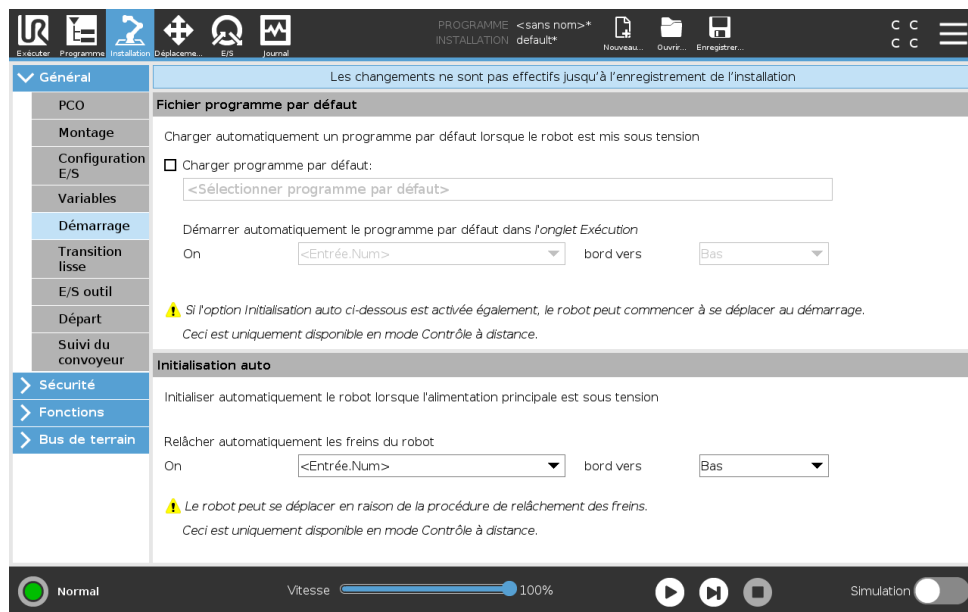 PROGRAMME <sans nom>*
INSTALLATION default*
C C
C C
Exécuter Programme Installation Déplaceme... E/S Journal Nouveau... Ouvrir... Enregistrer...
Général
PCO
Montage
Configuration
E/S
Variables
Démarrage
Transition
lisse
E/S outil
Départ
Suivi du
convoyeur
Sécurité
Fonctions
Bus de terrain
Les changements ne sont pas effectifs jusqu'à l'enregistrement de l'installation
Fichier programme par défaut
Charger automatiquement un programme par défaut lorsque le robot est mis sous tension
Charger programme par défaut:
<Sélectionner programme par défaut>
Démarrer automatiquement le programme par défaut dans l'onglet Exécution
On <Entrée.Num> bord vers Bas
Si l'option Initialisation auto ci-dessous est activée également, le robot peut commencer à se déplacer au démarrage.
Ceci est uniquement disponible en mode Contrôle à distance.
Initialisation auto
Initialiser automatiquement le robot lorsque l'alimentation principale est sous tension
Relâcher automatiquement les freins du robot
On <Entrée.Num> bord vers Bas
Le robot peut se déplacer en raison de la procédure de relâchement des freins.
Ceci est uniquement disponible en mode Contrôle à distance.
Normal Vitesse 100% Simulation